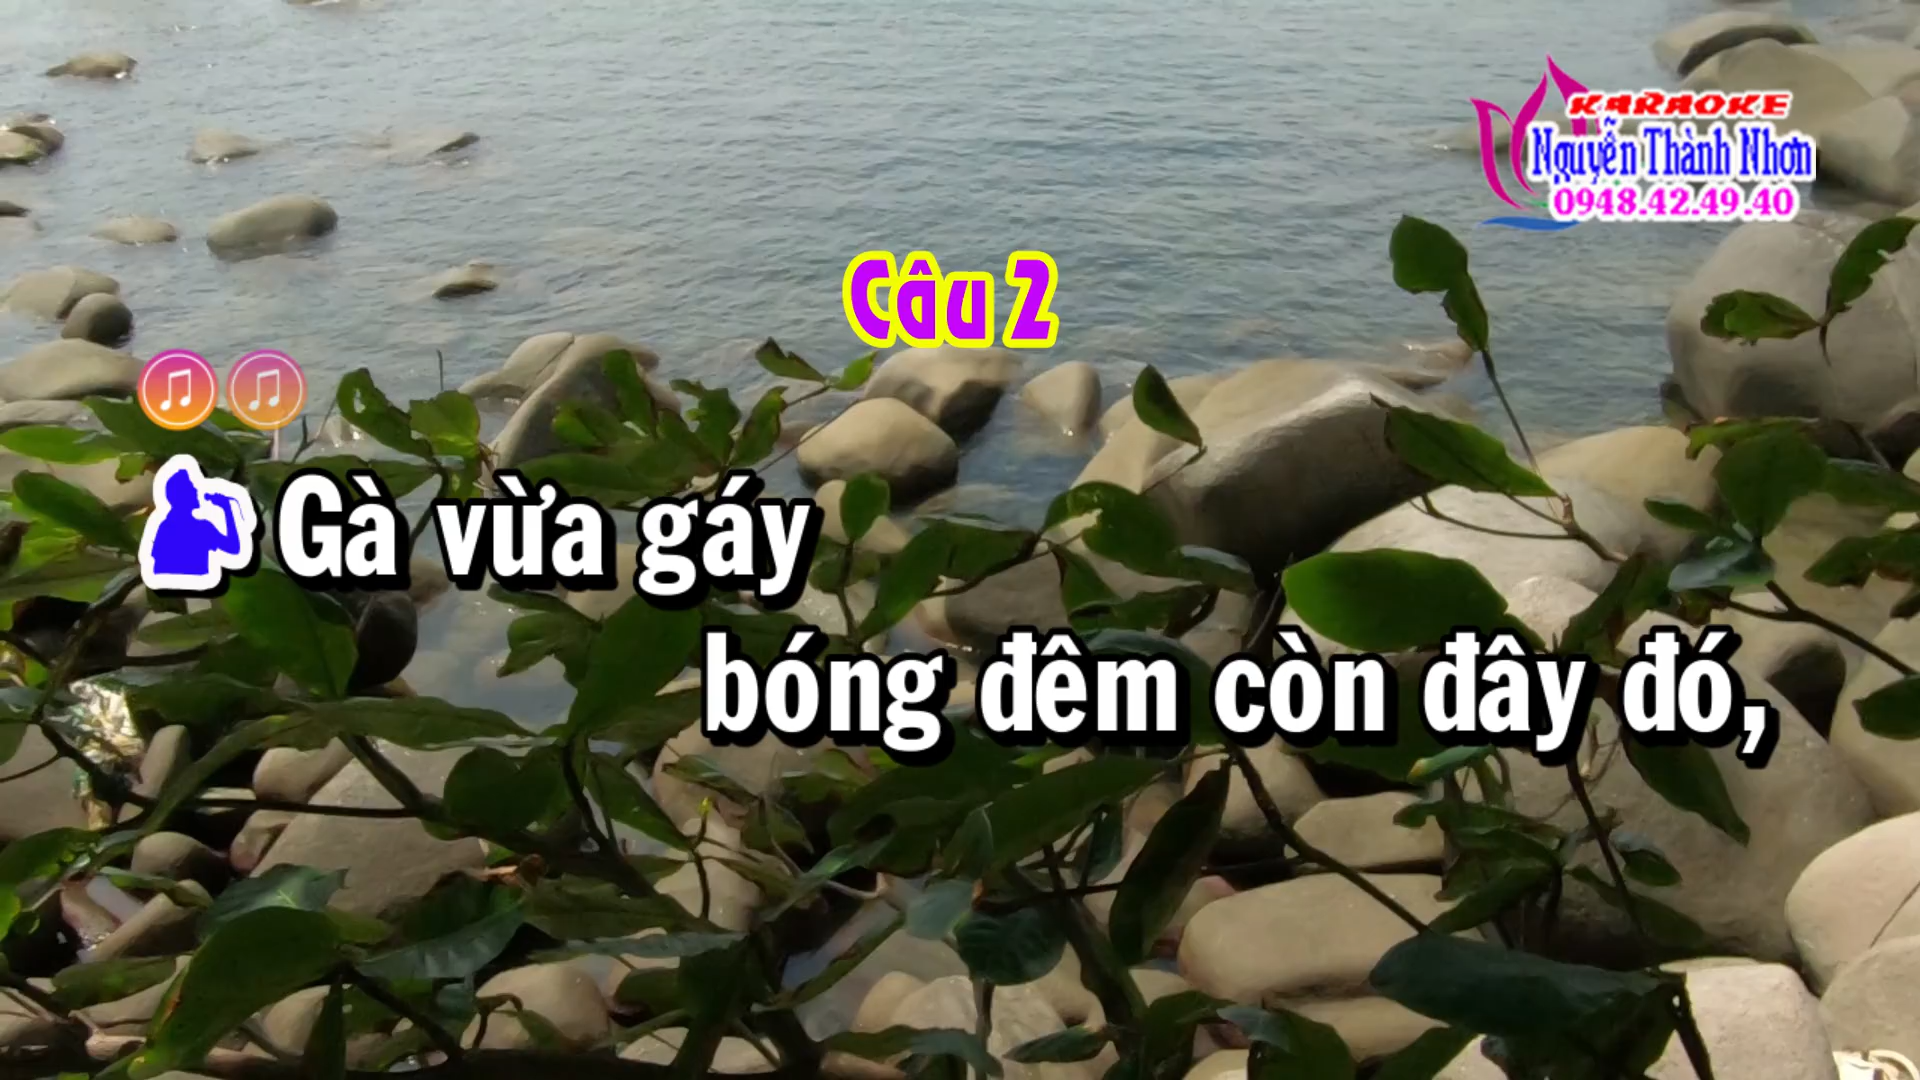 KARAOKE
Nguyễn Thành Nhơn
0948.42.49.40
Câu 2
Gà vừa gáy
bóng đêm còn đây đó,